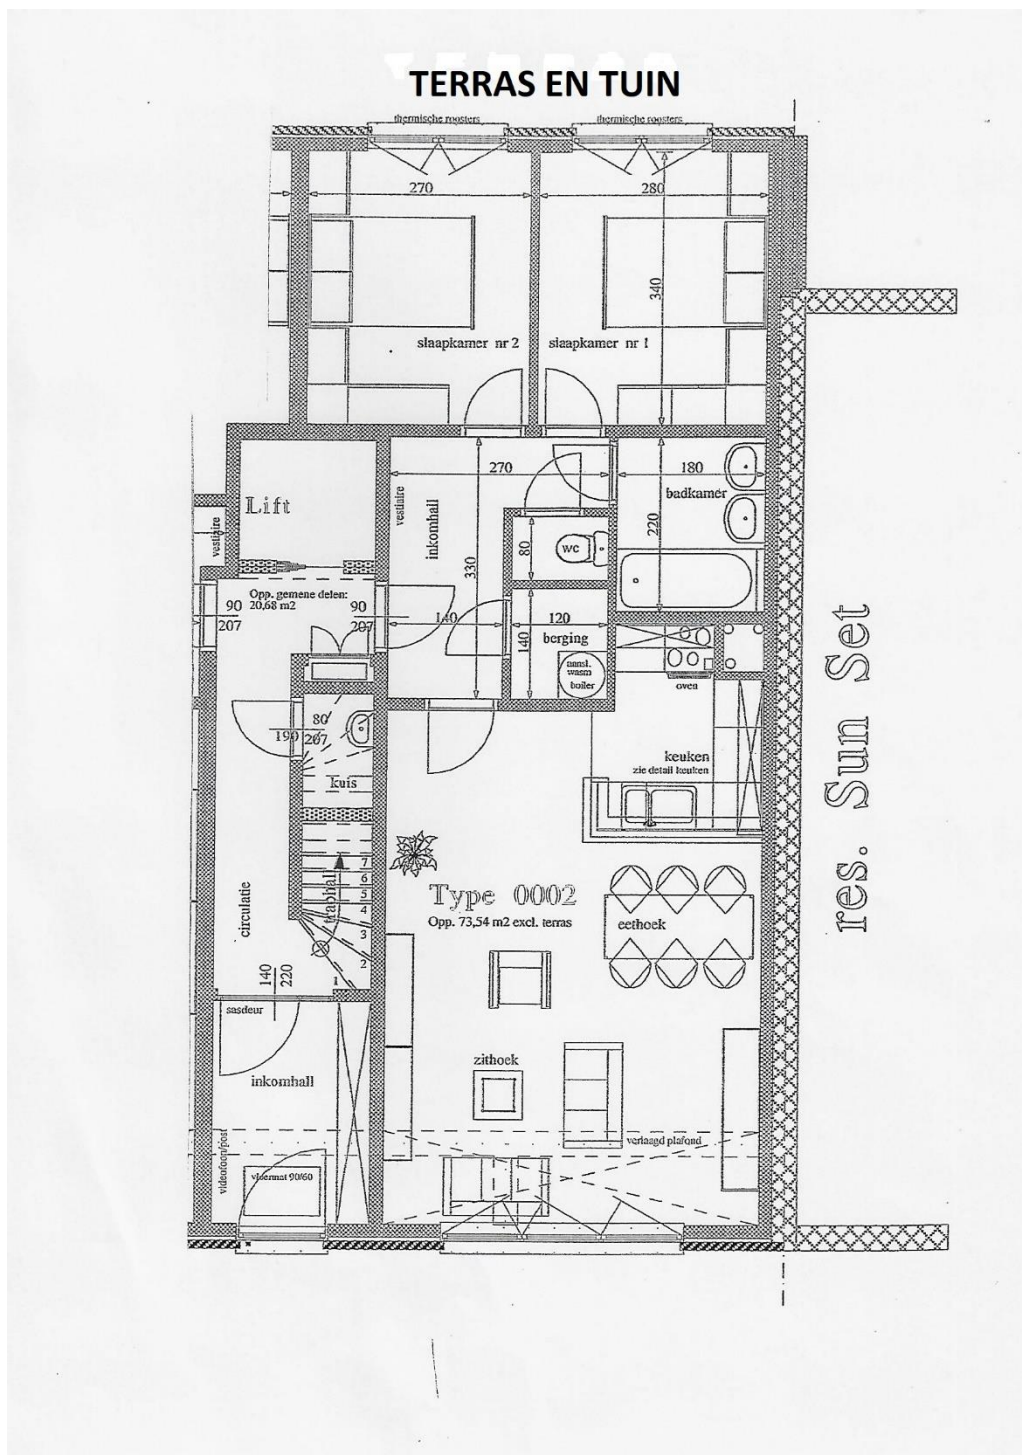 TERRAS EN TUIN
thermische roosters
thermische roosters
270
280
340
slaapkamer nr 2
slaapkamer nr 1
Lift
vestiaire
vestiaire
inkomhall
270
330
180
badkamer
220
80
wc
Opp. gemene delen:
20,68 m2
90
207
90
207
140
140
120
berging
aansl.
wasm
boiler
oven
keuken
zie detail keuken
80
190
207
kuis
res. Sun Set
traphall
7
6
5
4
3
2
1
circulatie
Type 0002
Opp. 73,54 m2 excl. terras
eethoek
140
220
sasdeur
inkomhall
zithoek
verlaagd plafond
videofoon/post
vloermat 90/60